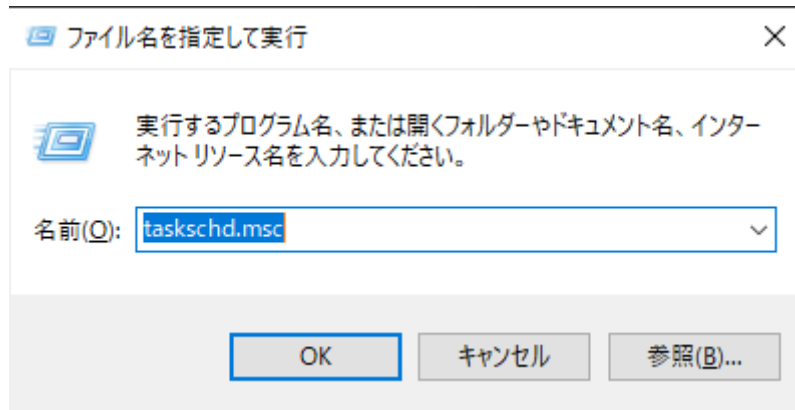 ファイル名を指定して実行
実行するプログラム名、または開くフォルダーやドキュメント名、インター
ネット リソース名を入力してください。
名前(O): taskschd.msc
OK キャンセル 参照(B)...